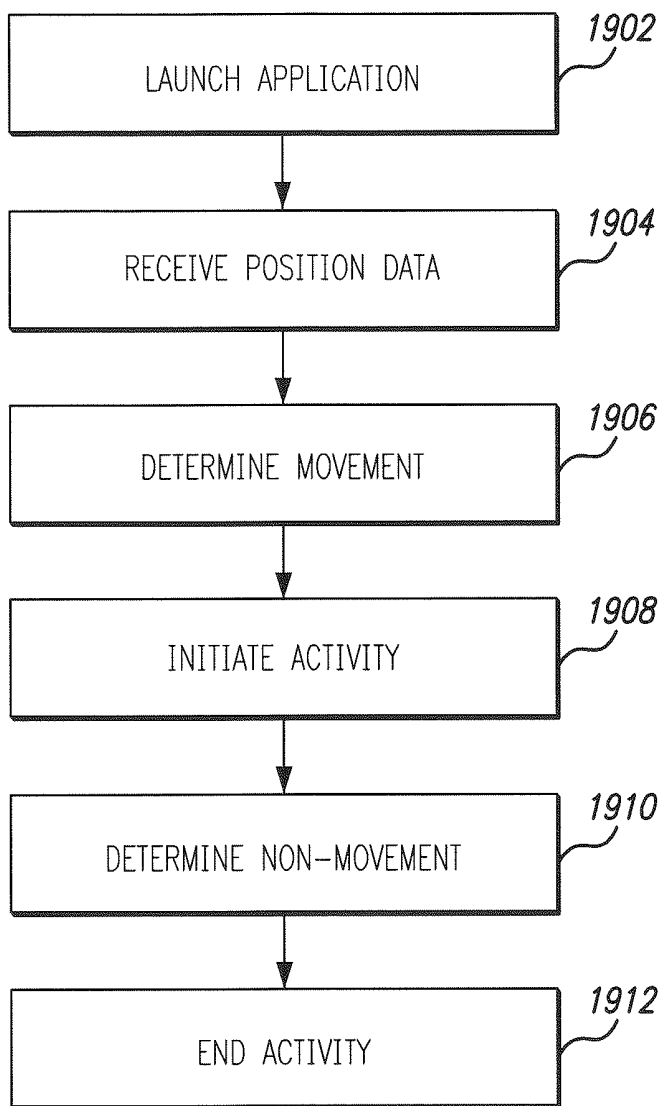 1902
LAUNCH APPLICATION
1904
RECEIVE POSITION DATA
1906
DETERMINE MOVEMENT
1908
INITIATE ACTIVITY
1910
DETERMINE NON-MOVEMENT
1912
END ACTIVITY